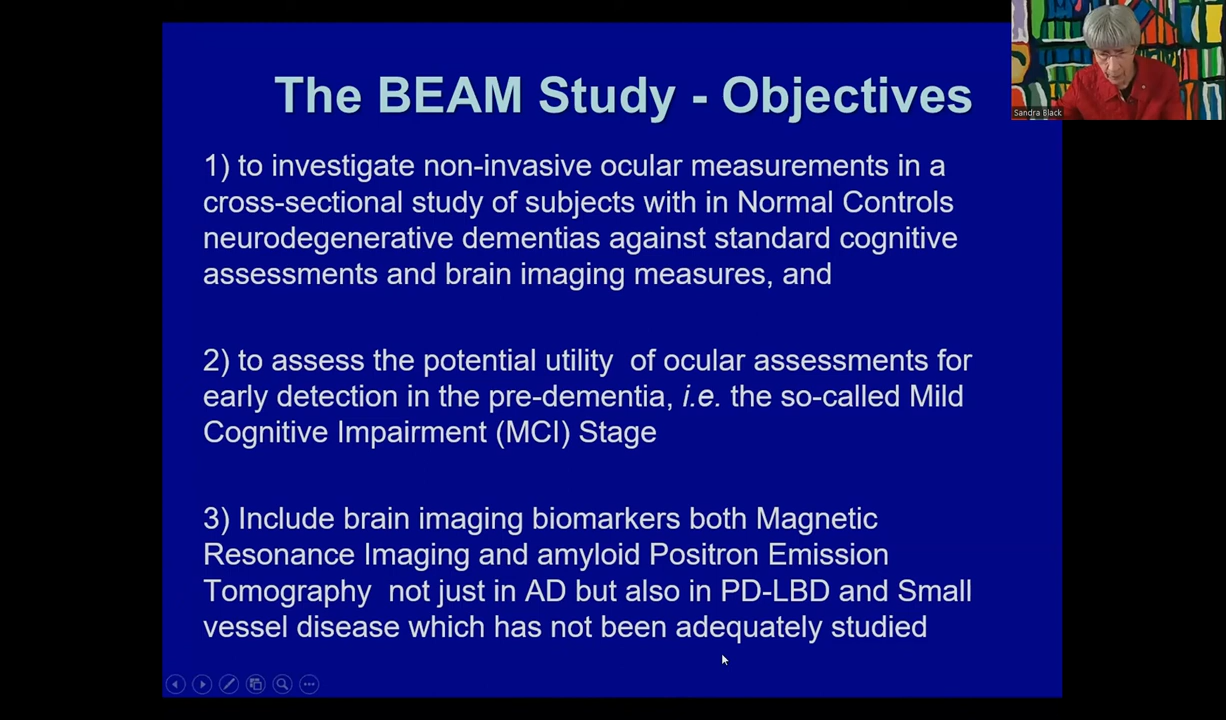 The BEAM Study - Objectives
Sandra Black
1) to investigate non-invasive ocular measurements in a
cross-sectional study of subjects with in Normal Controls
neurodegenerative dementias against standard cognitive
assessments and brain imaging measures, and
2) to assess the potential utility of ocular assessments for
early detection in the pre-dementia, i.e. the so-called Mild
Cognitive Impairment (MCI) Stage
3) Include brain imaging biomarkers both Magnetic
Resonance Imaging and amyloid Positron Emission
Tomography not just in AD but also in PD-LBD and Small
vessel disease which has not been adequately studied